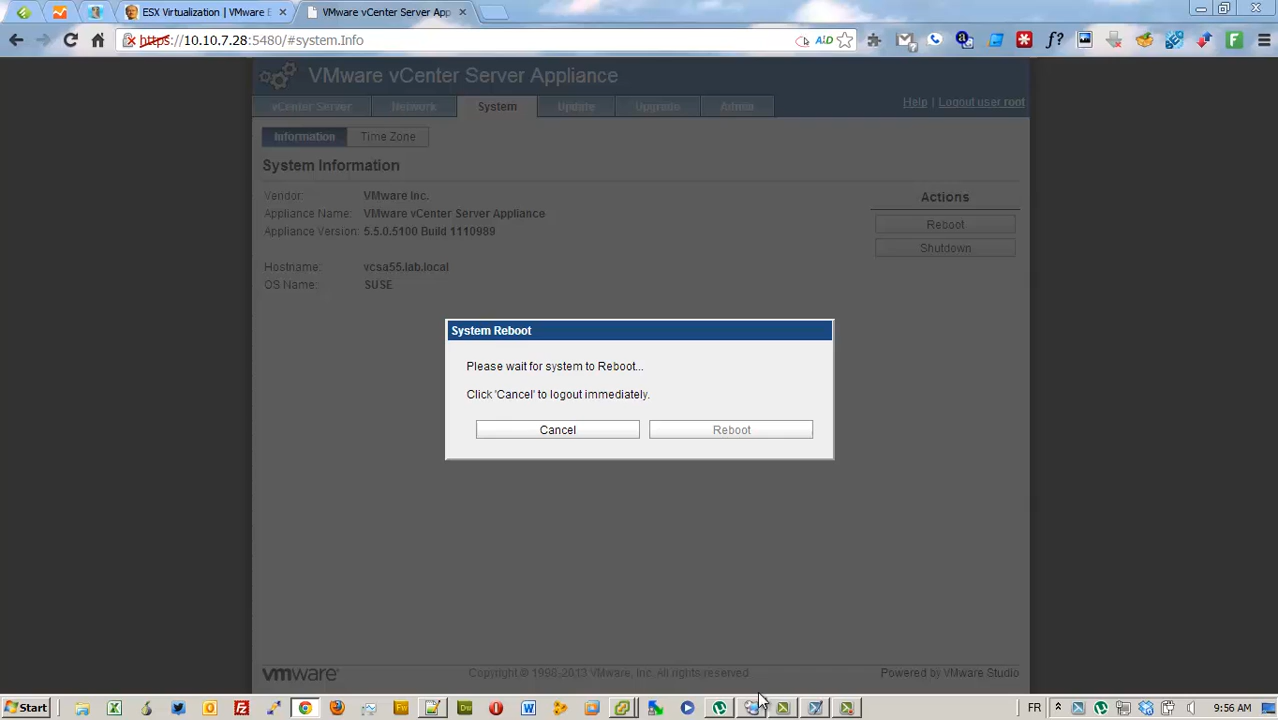 ESX Virtualization | VMware E
VMware vCenter Server App
https://10.10.7.28:5480/#system.Info
VMware vCenter Server Appliance
vCenter Server
Network
System
Update
Upgrade
Admin
Help | Logout user root
Information
Time Zone
System Information
Vendor: VMware Inc.
Appliance Name: VMware vCenter Server Appliance
Appliance Version: 5.5.0.5100 Build 1110989
Hostname: vcsa55.lab.local
OS Name: SUSE
Actions
Reboot
Shutdown
System Reboot
Please wait for system to Reboot...
Click 'Cancel' to logout immediately.
Cancel
Reboot
vmware
Copyright © 1998-2013 VMware, Inc. All rights reserved
Powered by VMware Studio
Start
FR
9:56 AM